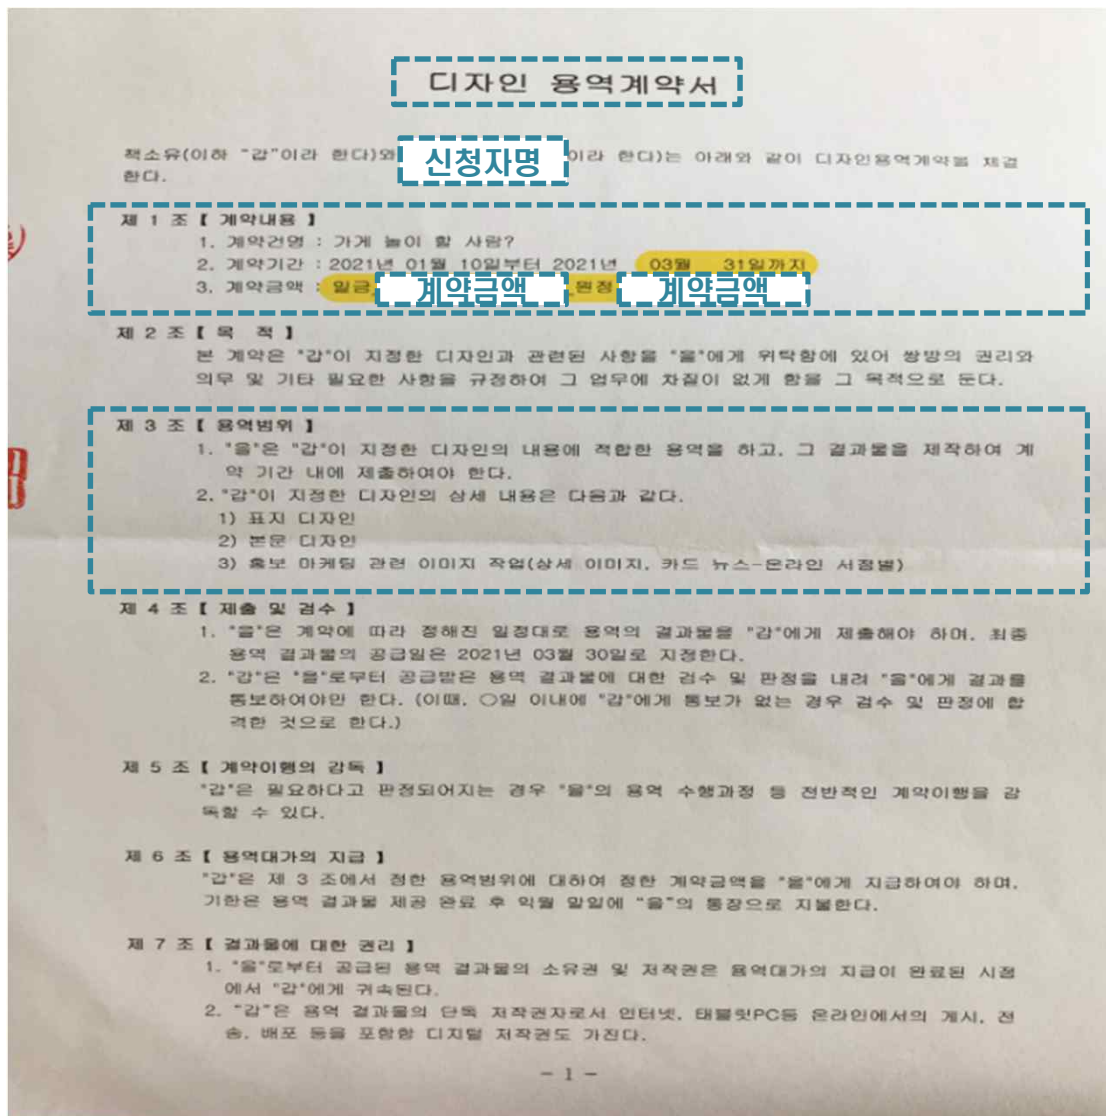 디자인 용역계약서
책소유(이하 "갑"이라 한다)와 신청자명 이라 한다)는 아래와 같이 디자인용역계약을 체결
한다.
제 1 조【 계약내용 】
1. 계약건명 : 가게 놀이 할 사람?
2. 계약기간 : 2021년 01월 10일부터 2021년 03월 31일까지
3. 계약금액 : 일금 계약금액 원정 계약금액
제 2 조【 목 적 】
본 계약은 "갑"이 지정한 디자인과 관련된 사항을 "을"에게 위탁함에 있어 쌍방의 권리와
의무 및 기타 필요한 사항을 규정하여 그 업무에 차질이 없게 함을 그 목적으로 둔다.
제 3 조【 용역범위 】
1. "을"은 "갑"이 지정한 디자인의 내용에 적합한 용역을 하고, 그 결과물을 제작하여 계
약 기간 내에 제출하여야 한다.
2. "갑"이 지정한 디자인의 상세 내용은 다음과 같다.
1) 표지 디자인
2) 본문 디자인
3) 홍보 마케팅 관련 이미지 작업(상세 이미지, 카드 뉴스-온라인 서점별)
제 4 조【 제출 및 검수 】
1. "을"은 계약에 따라 정해진 일정대로 용역의 결과물을 "갑"에게 제출해야 하며, 최종
용역 결과물의 공급일은 2021년 03월 30일로 지정한다.
2. "갑"은 "을"로부터 공급받은 용역 결과물에 대한 검수 및 판정을 내려 "을"에게 결과를
통보하여야만 한다. (이때, ○일 이내에 "갑"에게 통보가 없는 경우 검수 및 판정에 합
격한 것으로 한다.)
제 5 조【 계약이행의 감독 】
"갑"은 필요하다고 판정되어지는 경우 "을"의 용역 수행과정 등 전반적인 계약이행을 감
독할 수 있다.
제 6 조【 용역대가의 지급 】
"갑"은 제 3 조에서 정한 용역범위에 대하여 정한 계약금액을 "을"에게 지급하여야 하며,
기한은 용역 결과물 제공 완료 후 익월 말일에 "을"의 통장으로 지불한다.
제 7 조【 결과물에 대한 권리 】
1. "을"로부터 공급된 용역 결과물의 소유권 및 저작권은 용역대가의 지급이 완료된 시점
에서 "갑"에게 귀속된다.
2. "갑"은 용역 결과물의 단독 저작권자로서 인터넷, 태블릿PC등 온라인에서의 게시, 전
송, 배포 등을 포함함 디지털 저작권도 가진다.
- 1 -